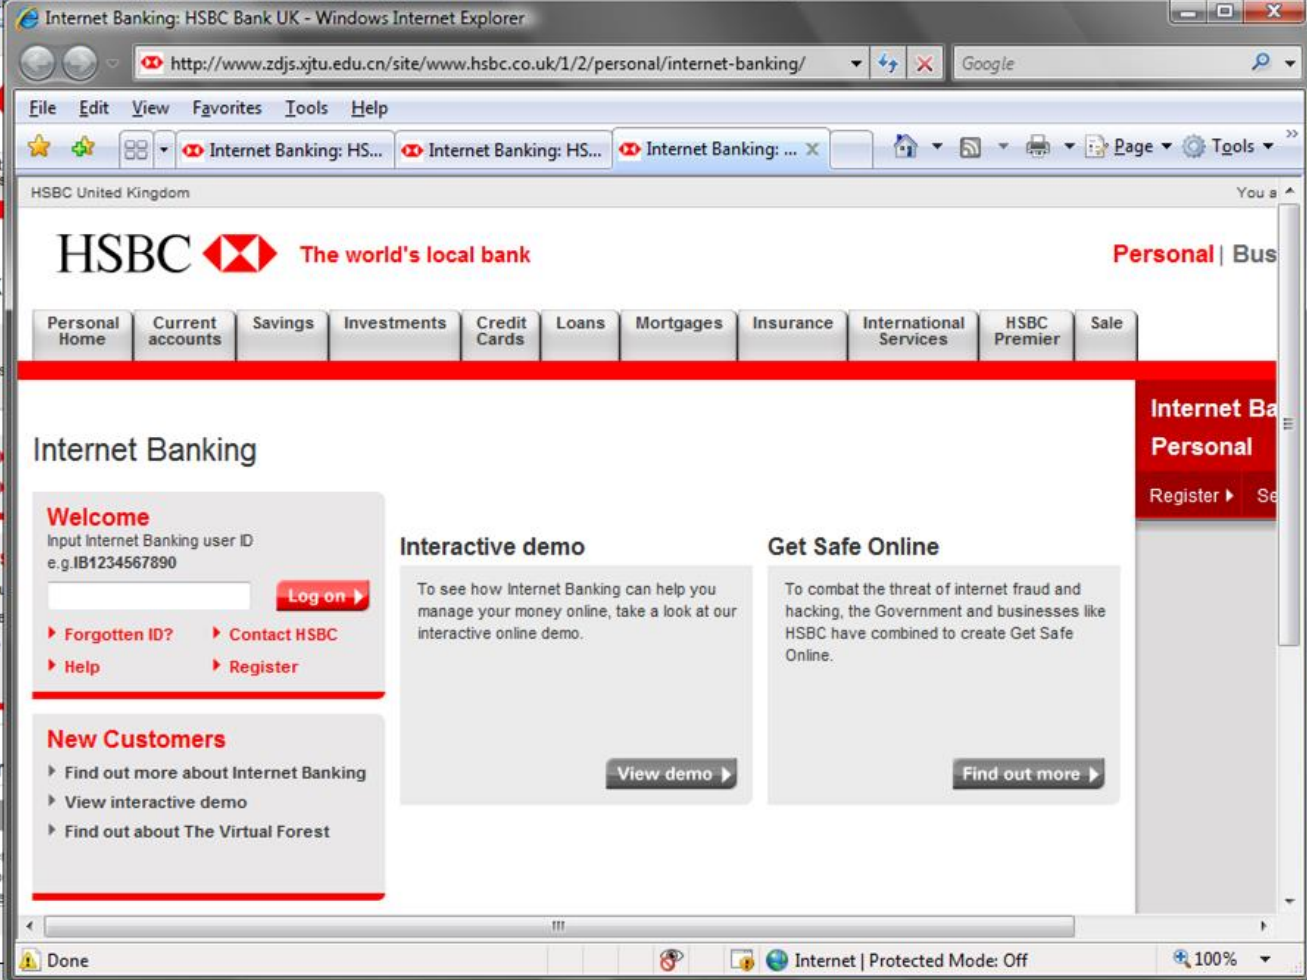 Internet Banking: HSBC Bank UK - Windows Internet Explorer
http://www.zdjs.xjtu.edu.cn/site/www.hsbc.co.uk/1/2/personal/internet-banking/
Google
File Edit View Favorites Tools Help
Internet Banking: HS...
Internet Banking: HS...
Internet Banking: ...
Page
Tools
HSBC United Kingdom
You a
HSBC
The world's local bank
Personal | Bus
Personal Home
Current accounts
Savings
Investments
Credit Cards
Loans
Mortgages
Insurance
International Services
HSBC Premier
Sale
Internet Banking
Internet Ba
Personal
Register
Se
Welcome
Input Internet Banking user ID
e.g.IB1234567890
Log on
Forgotten ID?
Contact HSBC
Help
Register
Interactive demo
To see how Internet Banking can help you
manage your money online, take a look at our
interactive online demo.
View demo
Get Safe Online
To combat the threat of internet fraud and
hacking, the Government and businesses like
HSBC have combined to create Get Safe
Online.
Find out more
New Customers
Find out more about Internet Banking
View interactive demo
Find out about The Virtual Forest
Done
Internet | Protected Mode: Off
100%